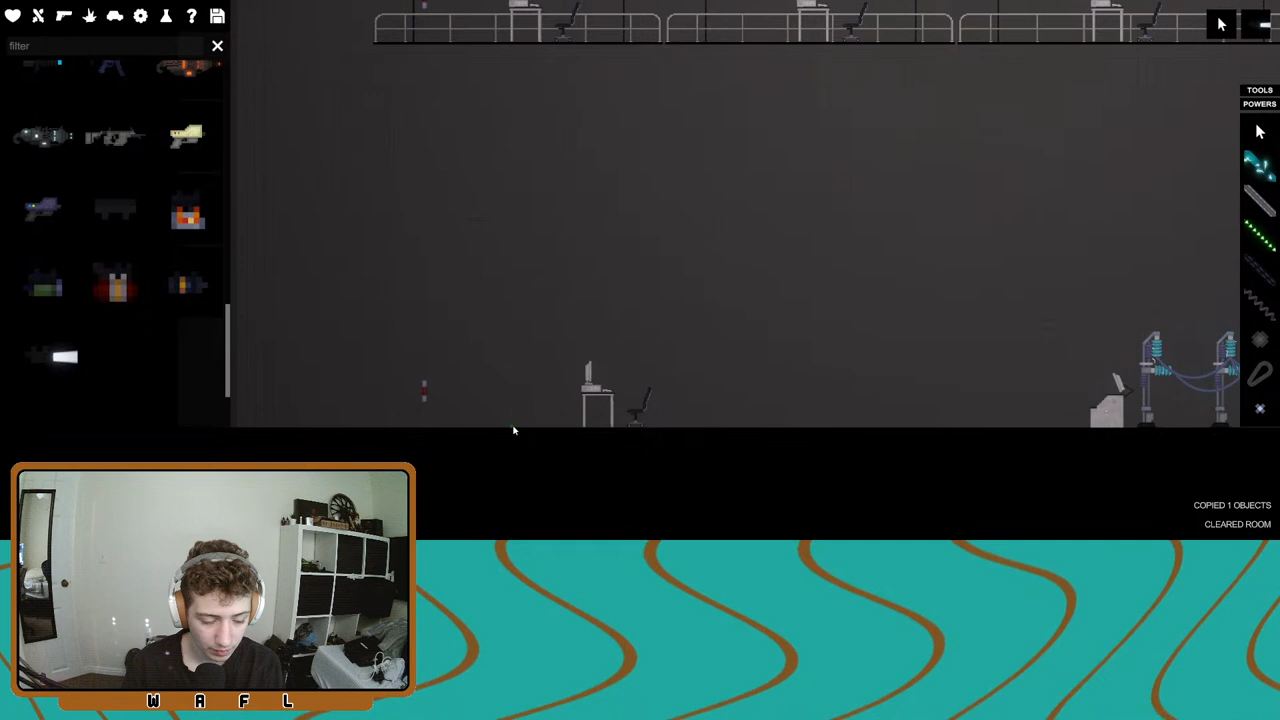 filter
TOOLS
POWERS
COPIED 1 OBJECTS
CLEARED ROOM
W A F L